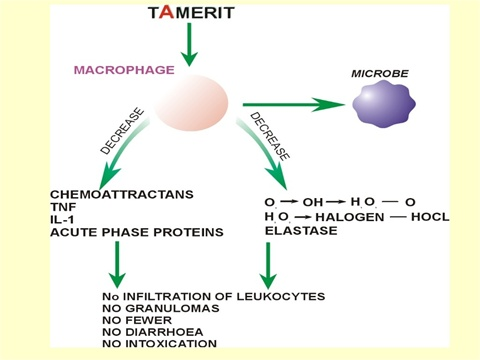 TAMERIT
MACROPHAGE
MICROBE
DECREASE
DECREASE
CHEMOATTRACTANS
TNF
IL-1
ACUTE PHASE PROTEINS
O. → OH → H.O. — O
H.O. → HALOGEN — HOCL
ELASTASE
No INFILTRATION OF LEUKOCYTES
NO GRANULOMAS
NO FEWER
NO DIARRHOEA
NO INTOXICATION